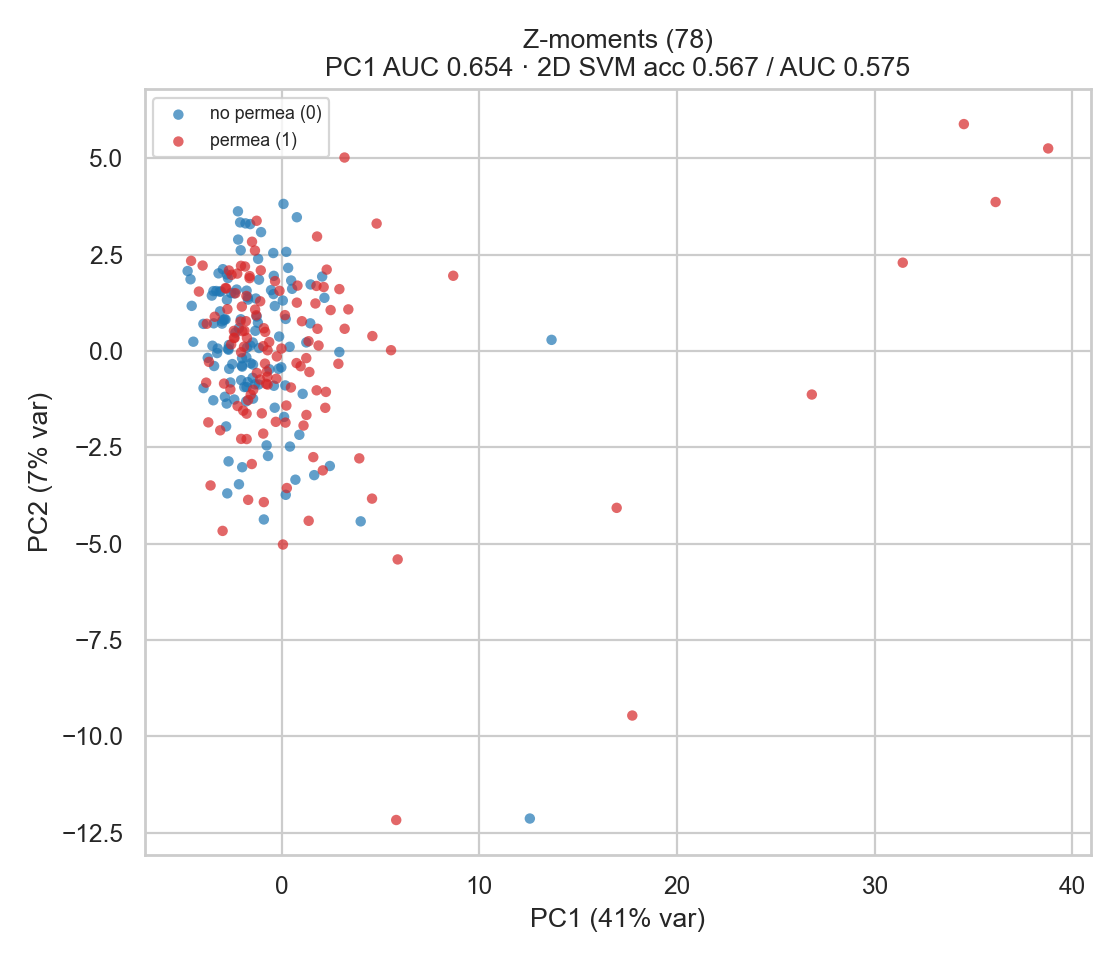 Z-moments (78)
PC1 AUC 0.654 · 2D SVM acc 0.567 / AUC 0.575
no permea (0)
permea (1)
5.0
2.5
0.0
−2.5
−5.0
−7.5
−10.0
−12.5
PC2 (7% var)
0
10
20
30
40
PC1 (41% var)